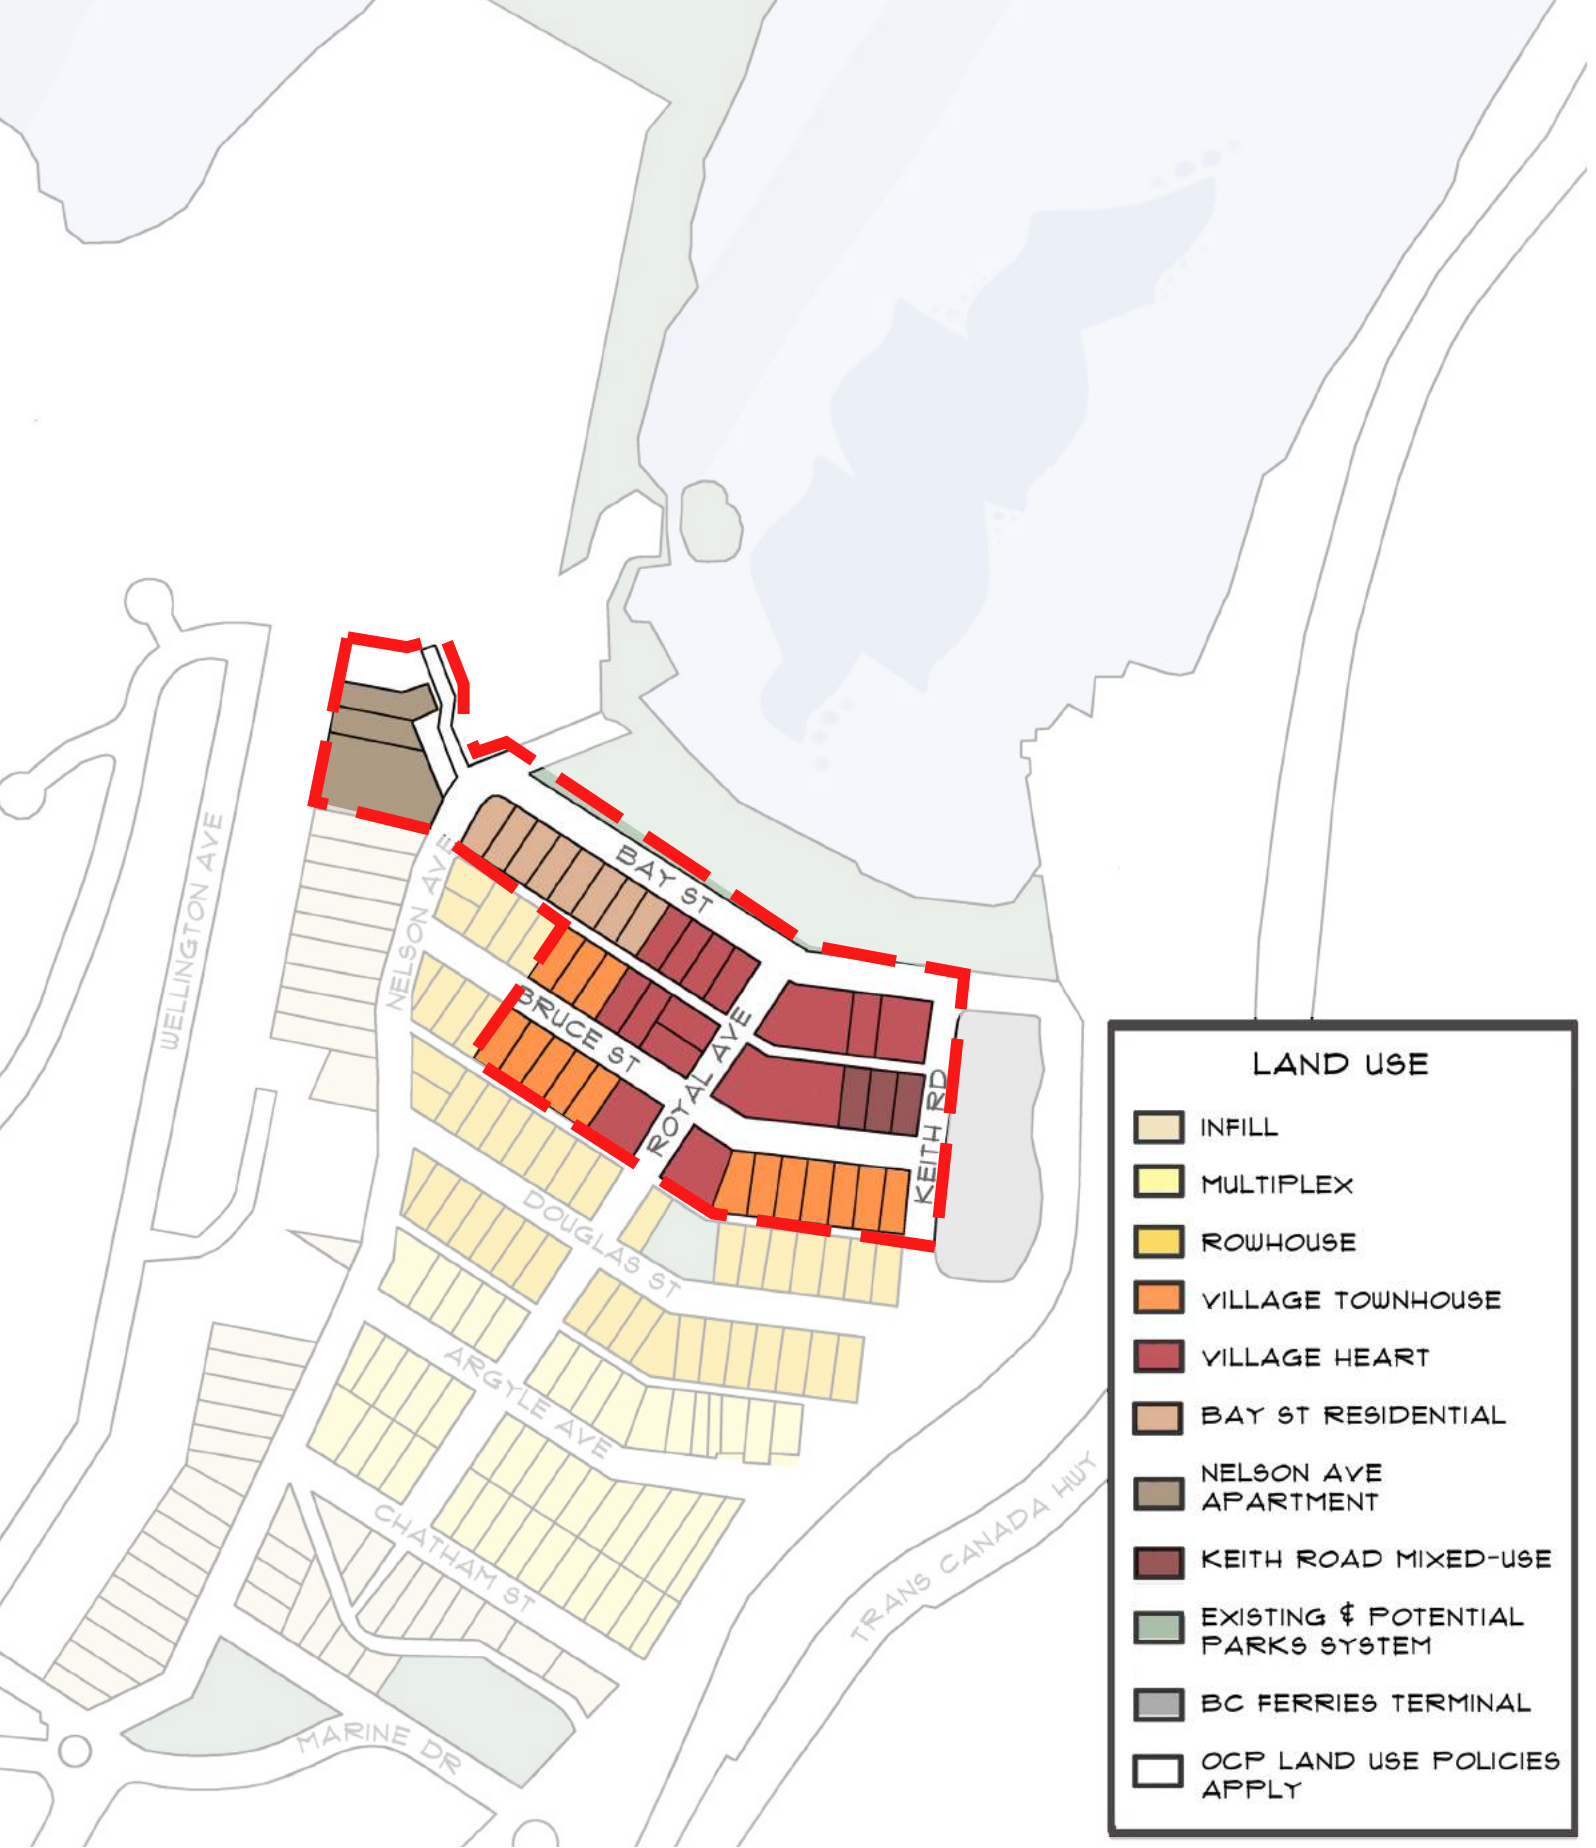 BAY ST
NELSON AVE
WELLINGTON AVE
BRUCE ST
ROYAL AVE
KEITH RD
DOUGLAS ST
ARGYLE AVE
CHATHAM ST
TRANS CANADA HWY
MARINE DR
LAND USE
INFILL
MULTIPLEX
ROWHOUSE
VILLAGE TOWNHOUSE
VILLAGE HEART
BAY ST RESIDENTIAL
NELSON AVE
APARTMENT
KEITH ROAD MIXED-USE
EXISTING & POTENTIAL
PARKS SYSTEM
BC FERRIES TERMINAL
OCP LAND USE POLICIES
APPLY